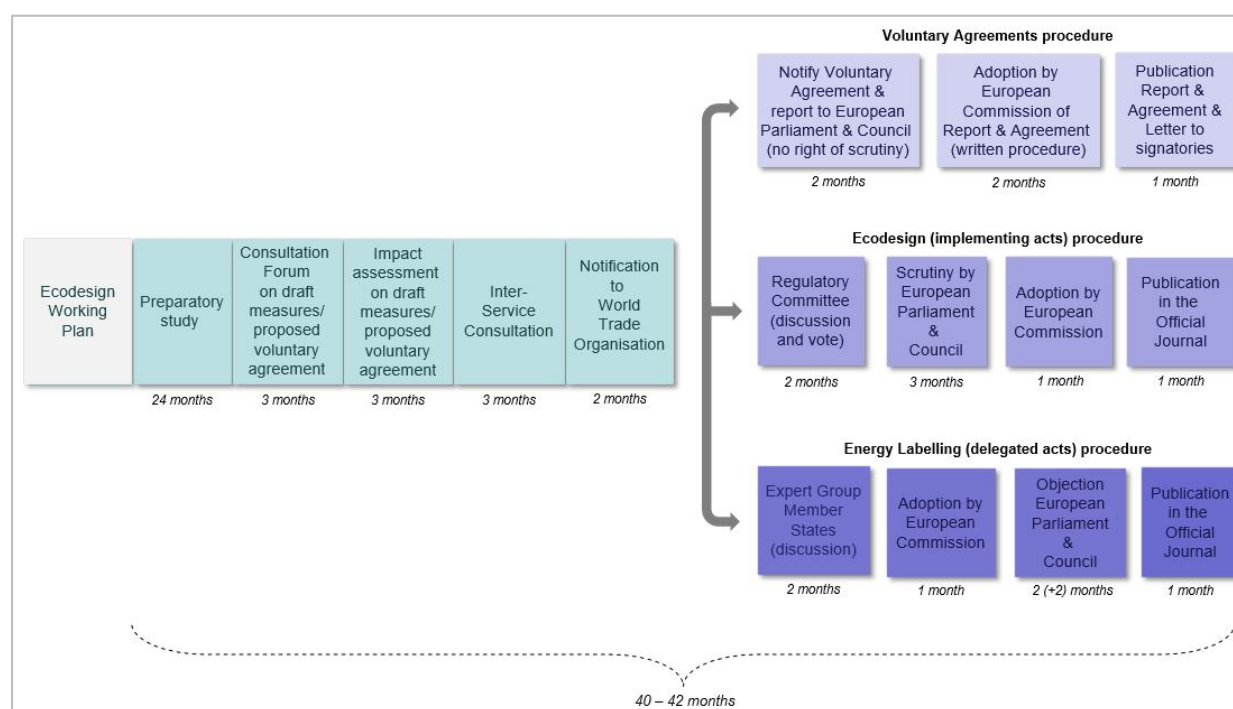 Voluntary Agreements procedure
Notify Voluntary
Agreement &
report to European
Parliament & Council
(no right of scrutiny)
2 months
Adoption by
European
Commission of
Report & Agreement
(written procedure)
2 months
Publication
Report &
Agreement &
Letter to
signatories
1 month
Ecodesign
Working
Plan
Preparatory
study
24 months
Consultation
Forum
on draft
measures/
proposed
voluntary
agreement
3 months
Impact
assessment
on draft
measures/
proposed
voluntary
agreement
3 months
Inter-
Service
Consultation
3 months
Notification
to
World
Trade
Organisation
2 months
Ecodesign (implementing acts) procedure
Regulatory
Committee
(discussion
and vote)
2 months
Scrutiny by
European
Parliament
&
Council
3 months
Adoption by
European
Commission
1 month
Publication
in the
Official
Journal
1 month
Energy Labelling (delegated acts) procedure
Expert Group
Member
States
(discussion)
2 months
Adoption by
European
Commission
1 month
Objection
European
Parliament
&
Council
2 (+2) months
Publication
in the
Official
Journal
1 month
40 – 42 months